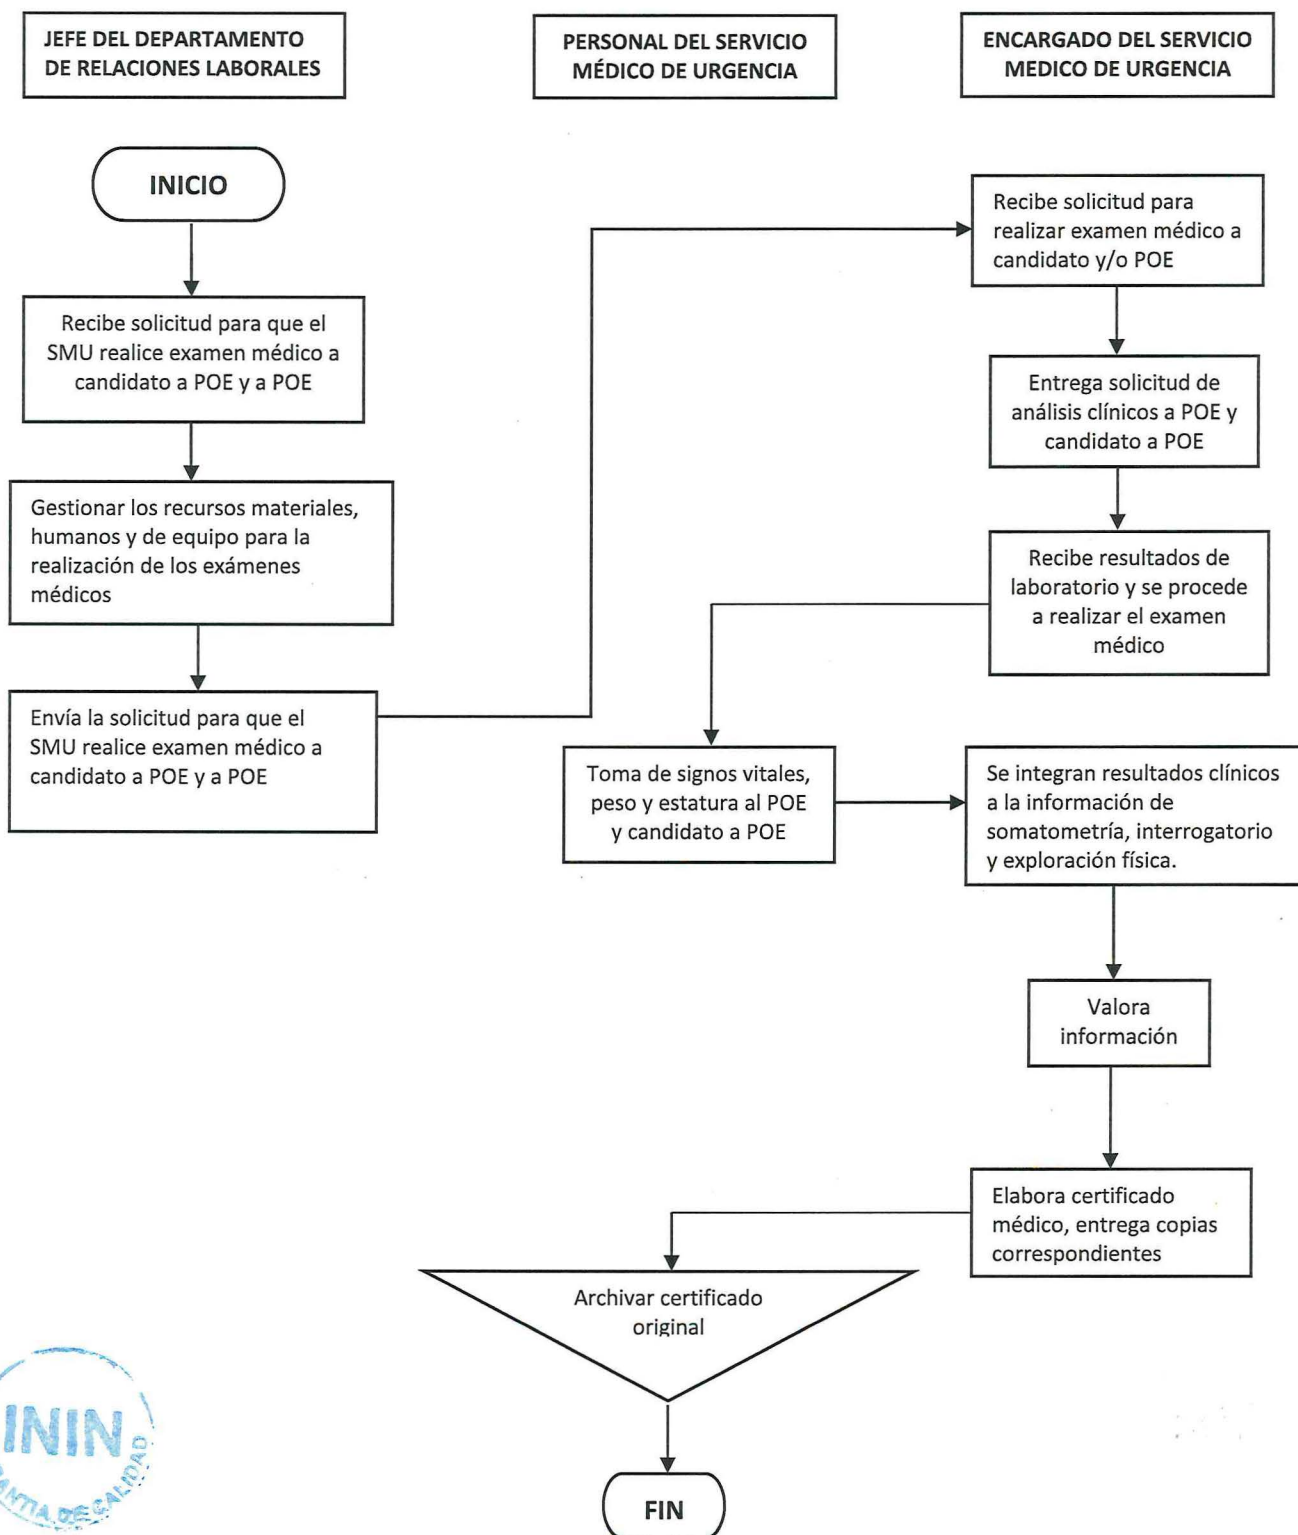 JEFE DEL DEPARTAMENTO
DE RELACIONES LABORALES
PERSONAL DEL SERVICIO
MÉDICO DE URGENCIA
ENCARGADO DEL SERVICIO
MEDICO DE URGENCIA
INICIO
Recibe solicitud para que el
SMU realice examen médico a
candidato a POE y a POE
Gestionar los recursos materiales,
humanos y de equipo para la
realización de los exámenes
médicos
Envía la solicitud para que el
SMU realice examen médico a
candidato a POE y a POE
Recibe solicitud para
realizar examen médico a
candidato y/o POE
Entrega solicitud de
análisis clínicos a POE y
candidato a POE
Recibe resultados de
laboratorio y se procede
a realizar el examen
médico
Toma de signos vitales,
peso y estatura al POE
y candidato a POE
Se integran resultados clínicos
a la información de
somatometría, interrogatorio
y exploración física.
Valora
información
Elabora certificado
médico, entrega copias
correspondientes
Archivar certificado
original
FIN
ININ
DE CALIDAD